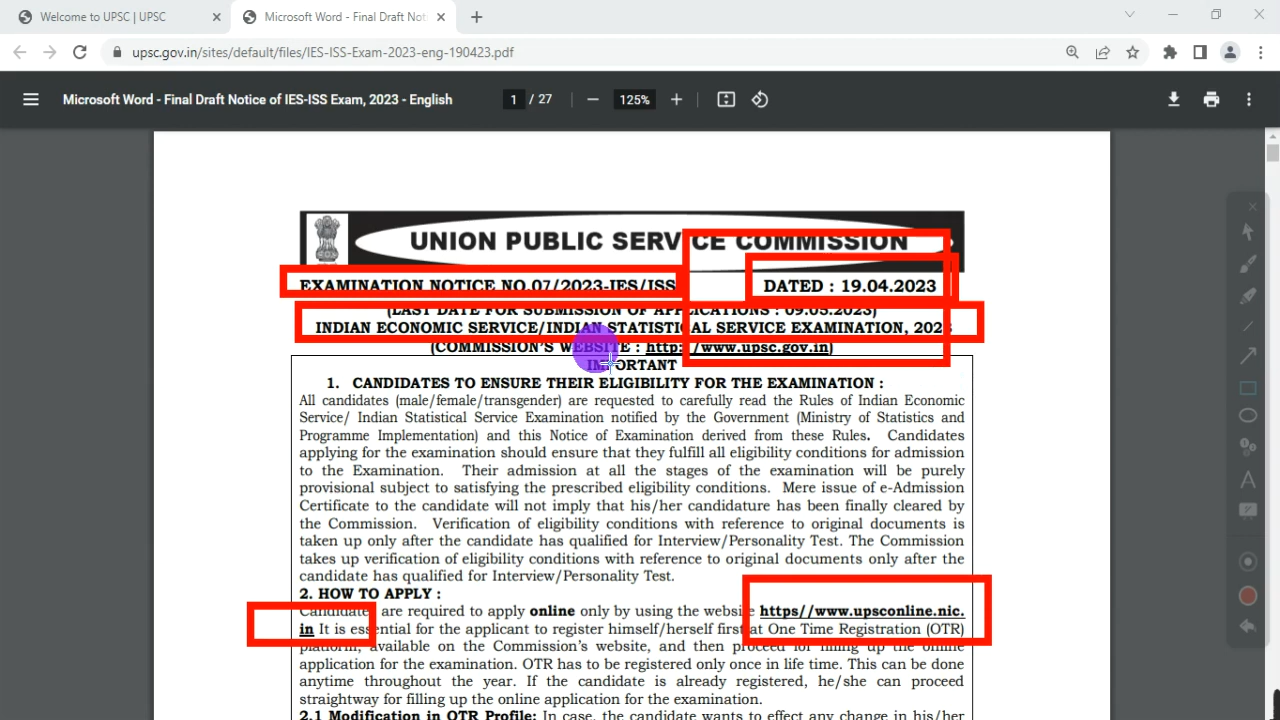 Welcome to UPSC | UPSC
Microsoft Word - Final Draft Not
upsc.gov.in/sites/default/files/IES-ISS-Exam-2023-eng-190423.pdf
Microsoft Word - Final Draft Notice of IES-ISS Exam, 2023 - English
1 / 27
125%
UNION PUBLIC SERVICE COMMISSION
EXAMINATION NOTICE NO.07/2023-IES/ISS
DATED : 19.04.2023
(LAST DATE FOR SUBMISSION OF APPLICATIONS : 09.05.2023)
INDIAN ECONOMIC SERVICE/INDIAN STATISTICAL SERVICE EXAMINATION, 2023
(COMMISSION'S WEBSITE : http://www.upsc.gov.in)
IMPORTANT
1. CANDIDATES TO ENSURE THEIR ELIGIBILITY FOR THE EXAMINATION :
All candidates (male/female/transgender) are requested to carefully read the Rules of Indian Economic
Service/ Indian Statistical Service Examination notified by the Government (Ministry of Statistics and
Programme Implementation) and this Notice of Examination derived from these Rules. Candidates
applying for the examination should ensure that they fulfill all eligibility conditions for admission
to the Examination. Their admission at all the stages of the examination will be purely
provisional subject to satisfying the prescribed eligibility conditions. Mere issue of e-Admission
Certificate to the candidate will not imply that his/her candidature has been finally cleared by
the Commission. Verification of eligibility conditions with reference to original documents is
taken up only after the candidate has qualified for Interview/Personality Test. The Commission
takes up verification of eligibility conditions with reference to original documents only after the
candidate has qualified for Interview/Personality Test.
2. HOW TO APPLY :
Candidates are required to apply online only by using the website https//www.upsconline.nic.
in It is essential for the applicant to register himself/herself first at One Time Registration (OTR)
platform, available on the Commission's website, and then proceed for filling up the online
application for the examination. OTR has to be registered only once in life time. This can be done
anytime throughout the year. If the candidate is already registered, he/she can proceed
straightway for filling up the online application for the examination.
2.1 Modification in OTR Profile: In case, the candidate wants to effect any change in his/her